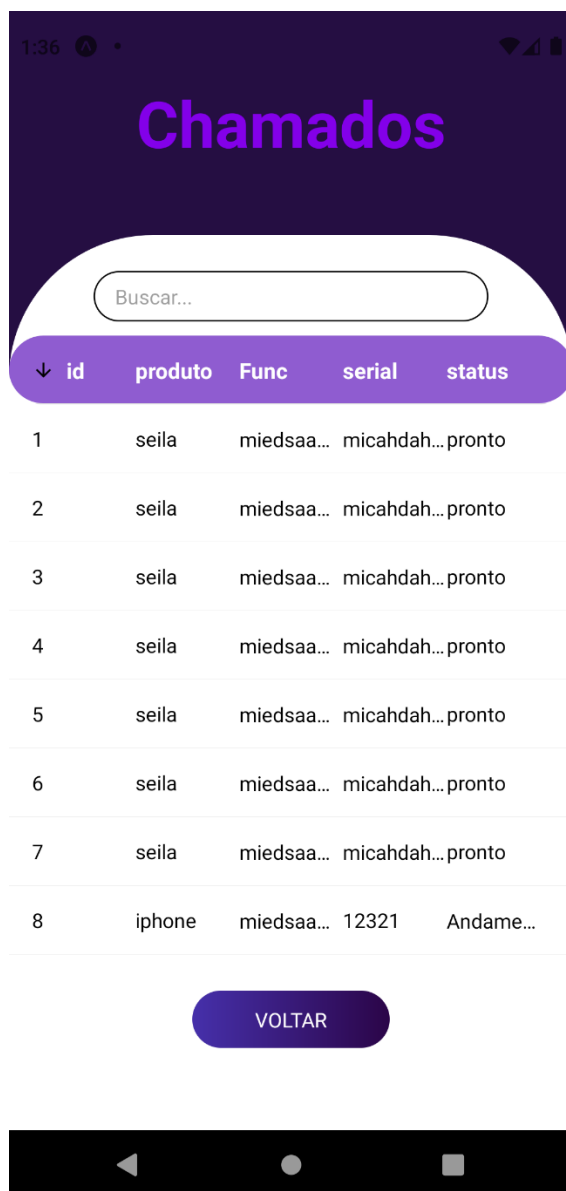 1:36
Chamados
Buscar...
id produto Func serial status
1 seila miedsaa... micahdah... pronto
2 seila miedsaa... micahdah... pronto
3 seila miedsaa... micahdah... pronto
4 seila miedsaa... micahdah... pronto
5 seila miedsaa... micahdah... pronto
6 seila miedsaa... micahdah... pronto
7 seila miedsaa... micahdah... pronto
8 iphone miedsaa... 12321 Andame...
VOLTAR